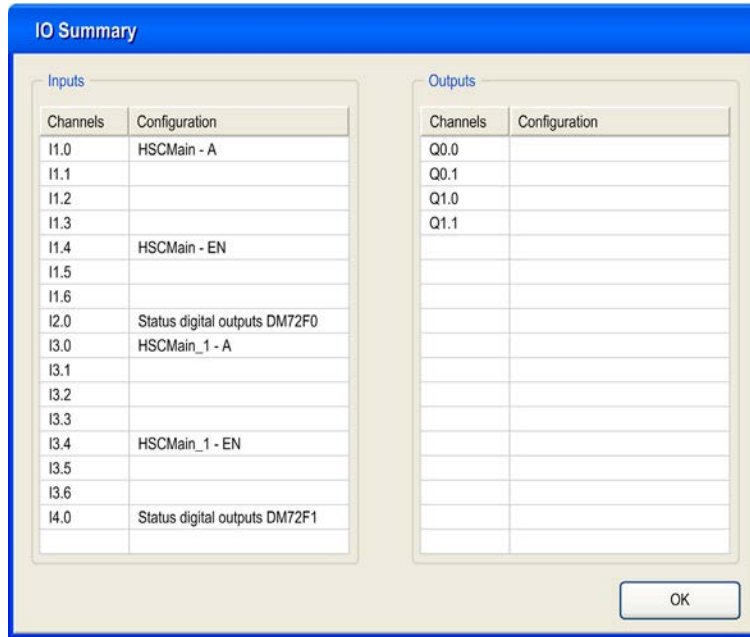 IO Summary
Inputs
Channels Configuration
I1.0 HSCMain - A
I1.1
I1.2
I1.3
I1.4 HSCMain - EN
I1.5
I1.6
I2.0 Status digital outputs DM72F0
I3.0 HSCMain_1 - A
I3.1
I3.2
I3.3
I3.4 HSCMain_1 - EN
I3.5
I3.6
I4.0 Status digital outputs DM72F1
Outputs
Channels Configuration
Q0.0
Q0.1
Q1.0
Q1.1
OK